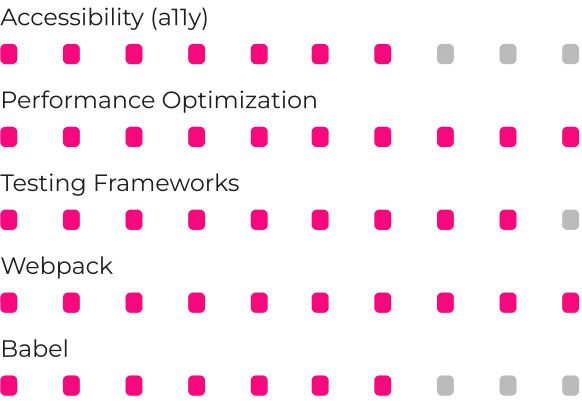 Accessibility (a11y)
Performance Optimization
Testing Frameworks
Webpack
Babel